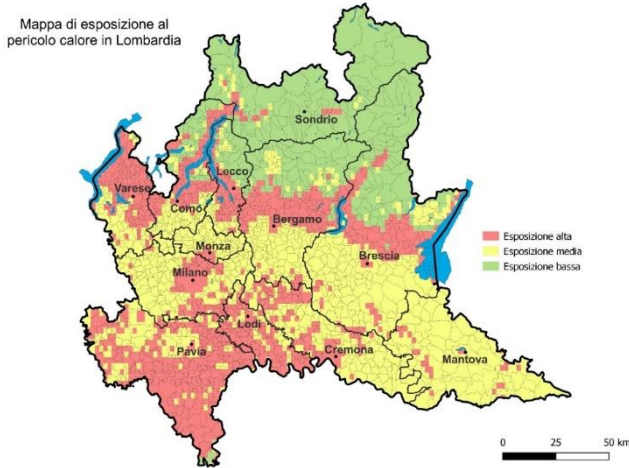 Mappa di esposizione al
pericolo calore in Lombardia
Sondrio
Lecco
Varese
Como
Bergamo
Monza
Brescia
Milano
Lodi
Pavia
Cremona
Mantova
Esposizione alta
Esposizione media
Esposizione bassa
0 25 50 km